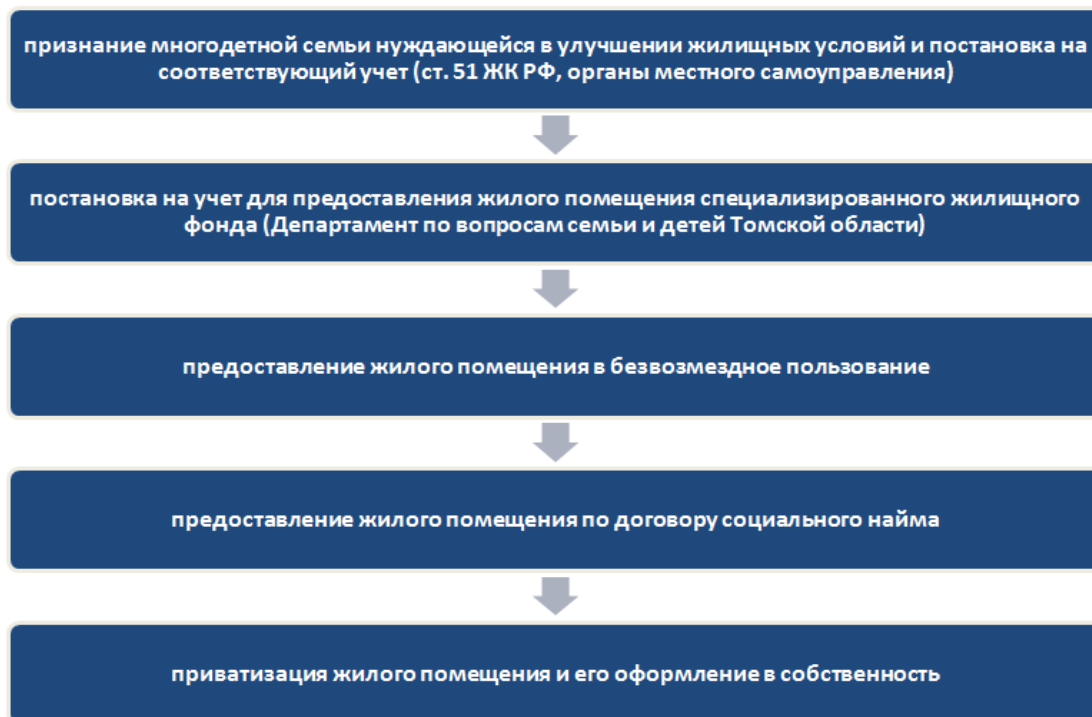 признание многодетной семьи нуждающейся в улучшении жилищных условий и постановка на
соответствующий учет (ст. 51 ЖК РФ, органы местного самоуправления)
постановка на учет для предоставления жилого помещения специализированного жилищного
фонда (Департамент по вопросам семьи и детей Томской области)
предоставление жилого помещения в безвозмездное пользование
предоставление жилого помещения по договору социального найма
приватизация жилого помещения и его оформление в собственность